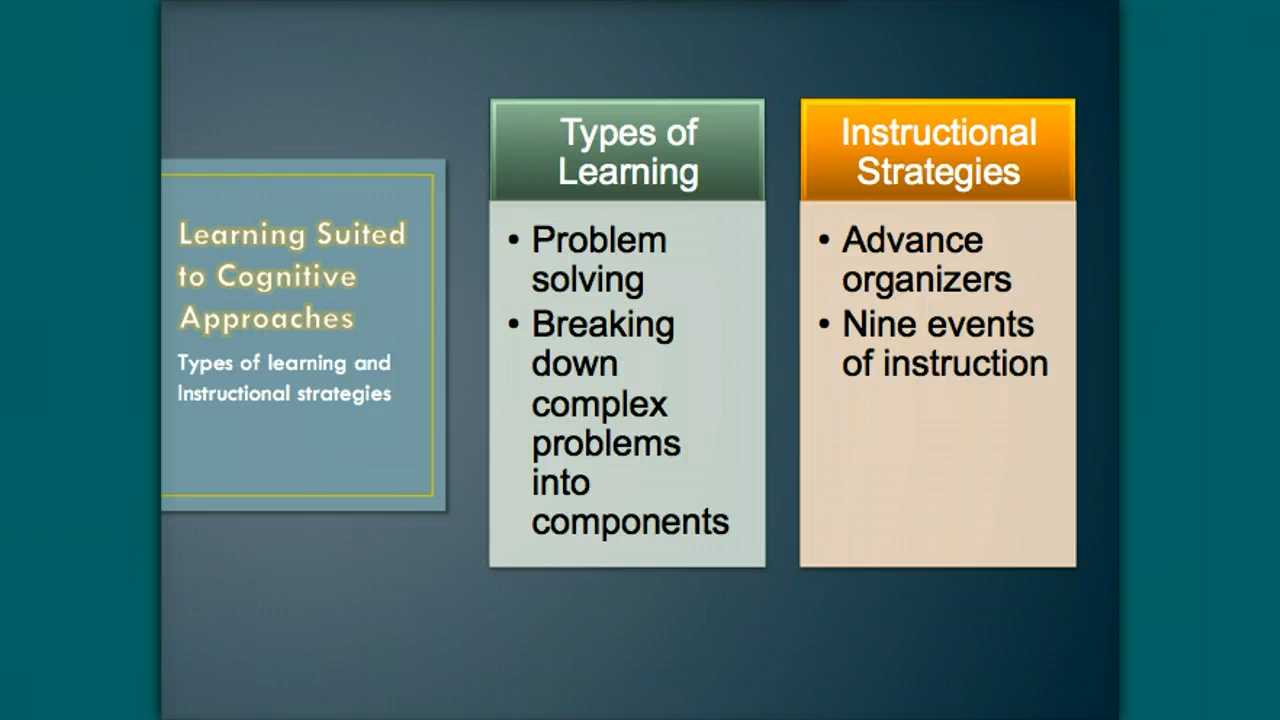 Learning Suited
to Cognitive
Approaches
Types of learning and
Instructional strategies
Types of
Learning
• Problem
solving
• Breaking
down
complex
problems
into
components
Instructional
Strategies
• Advance
organizers
• Nine events
of instruction